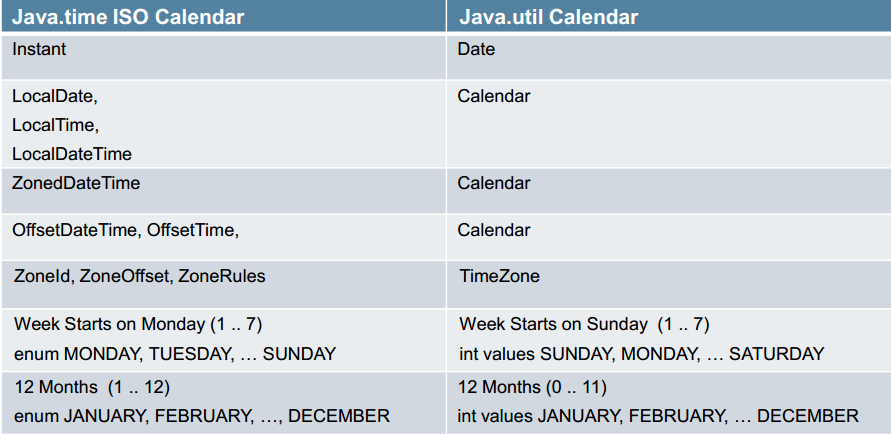 Java.time ISO Calendar Java.util Calendar
Instant Date
LocalDate, Calendar
LocalTime,
LocalDateTime
ZonedDateTime Calendar
OffsetDateTime, OffsetTime, Calendar
ZoneId, ZoneOffset, ZoneRules TimeZone
Week Starts on Monday (1 .. 7) Week Starts on Sunday (1 .. 7)
enum MONDAY, TUESDAY, … SUNDAY int values SUNDAY, MONDAY, … SATURDAY
12 Months (1 .. 12) 12 Months (0 .. 11)
enum JANUARY, FEBRUARY, …, DECEMBER int values JANUARY, FEBRUARY, … DECEMBER